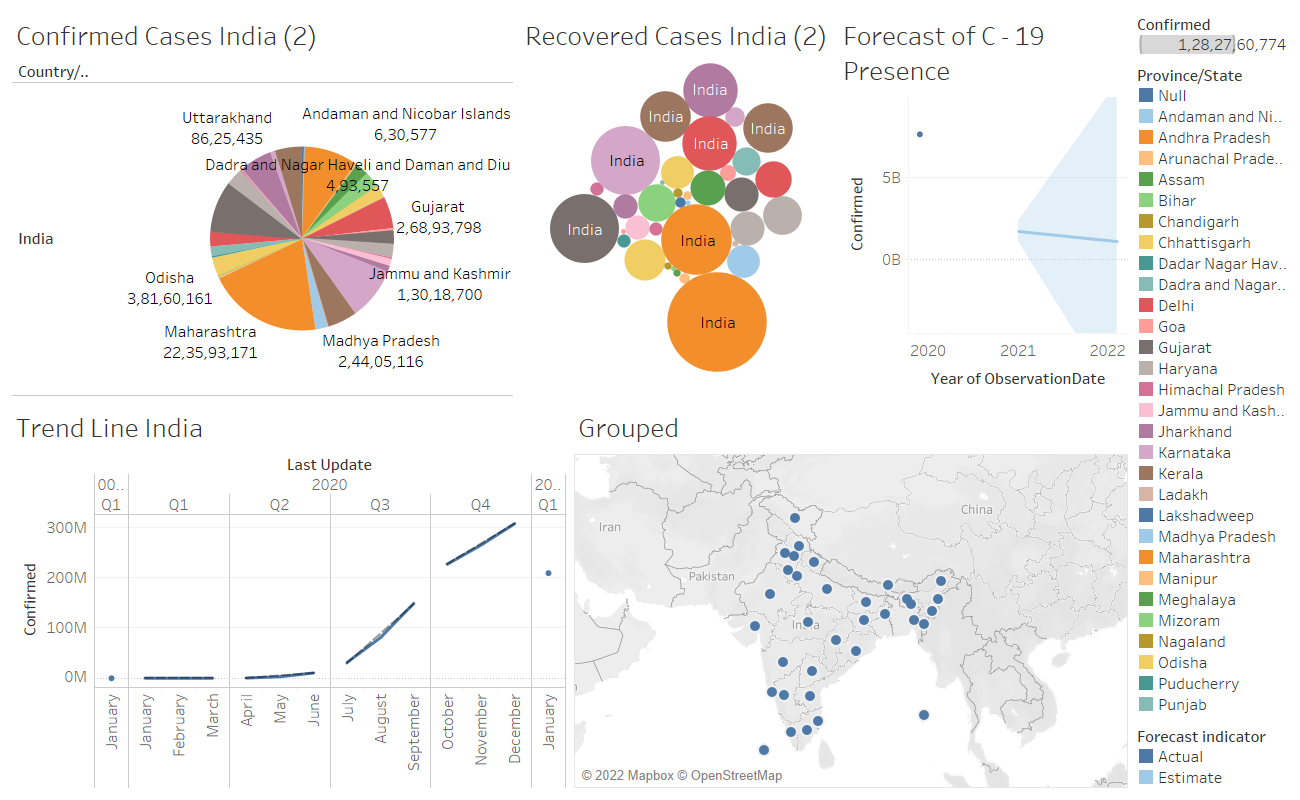 Confirmed Cases India (2)
Country/..
Uttarakhand
86,25,435
Andaman and Nicobar Islands
6,30,577
Dadra and Nagar Haveli and Daman and Diu
4,93,557
Gujarat
2,68,93,798
India
Jammu and Kashmir
1,30,18,700
Odisha
3,81,60,161
Maharashtra
22,35,93,171
Madhya Pradesh
2,44,05,116
Recovered Cases India (2)
India
India
India
India
India
India
India
India
Forecast of C - 19
Presence
Confirmed
5B
0B
2020 2021 2022
Year of ObservationDate
Confirmed
1,28,27,60,774
Province/State
Null
Andaman and Ni..
Andhra Pradesh
Arunachal Prade..
Assam
Bihar
Chandigarh
Chhattisgarh
Dadar Nagar Hav..
Dadra and Nagar..
Delhi
Goa
Gujarat
Haryana
Himachal Pradesh
Jammu and Kash..
Jharkhand
Karnataka
Kerala
Ladakh
Lakshadweep
Madhya Pradesh
Maharashtra
Manipur
Meghalaya
Mizoram
Nagaland
Odisha
Puducherry
Punjab
Forecast indicator
Actual
Estimate
Trend Line India
Last Update
00.. 2020 20..
Q1 Q1 Q2 Q3 Q4 Q1
Confirmed
300M
200M
100M
0M
January January February March April May June July August September October November December January
Grouped
Iran
China
Pakistan
India
© 2022 Mapbox © OpenStreetMap